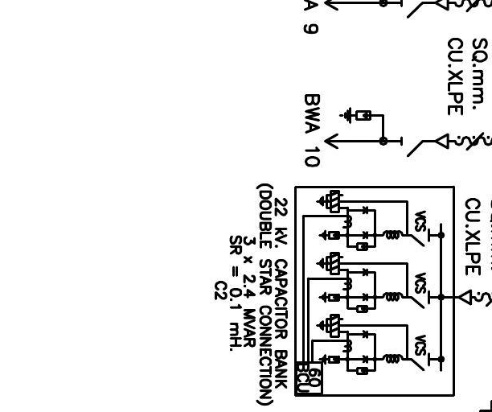 A 9
SQ.mm.
CU.XLPE
BWA 10
CU.XLPE
VCS
VCS
VCS
60
BCU
22 kV. CAPACITOR BANK
(DOUBLE STAR CONNECTION)
3 x 2.4 MVAR
SR = 0.1 mH.
C2